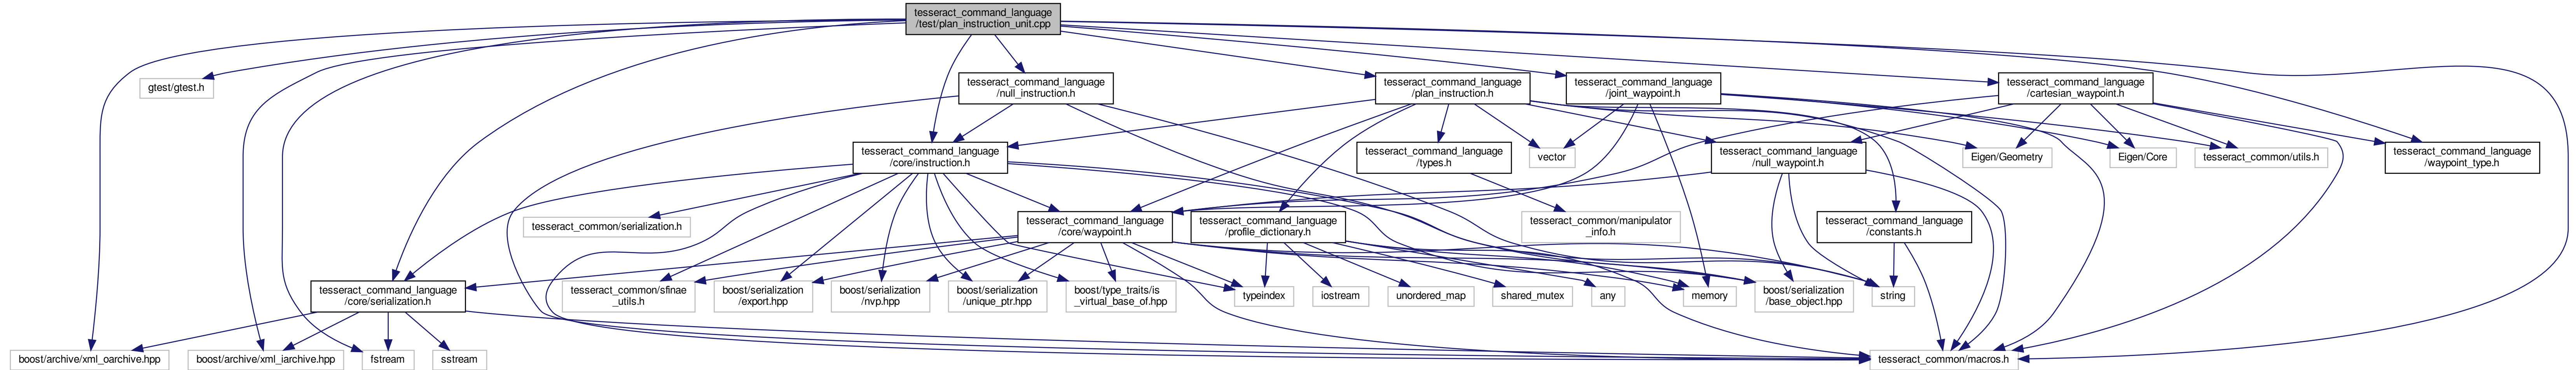 tesseract_command_language
/test/plan_instruction_unit.cpp
gtest/gtest.h
tesseract_command_language
/null_instruction.h
tesseract_command_language
/plan_instruction.h
tesseract_command_language
/joint_waypoint.h
tesseract_command_language
/cartesian_waypoint.h
tesseract_command_language
/core/instruction.h
tesseract_command_language
/types.h
vector
tesseract_command_language
/null_waypoint.h
Eigen/Geometry
Eigen/Core
tesseract_common/utils.h
tesseract_command_language
/waypoint_type.h
tesseract_common/serialization.h
tesseract_command_language
/core/waypoint.h
tesseract_command_language
/profile_dictionary.h
tesseract_common/manipulator
_info.h
tesseract_command_language
/constants.h
tesseract_command_language
/core/serialization.h
tesseract_common/sfinae
_utils.h
boost/serialization
/export.hpp
boost/serialization
/nvp.hpp
boost/serialization
/unique_ptr.hpp
boost/type_traits/is
_virtual_base_of.hpp
typeindex
iostream
unordered_map
shared_mutex
any
memory
boost/serialization
/base_object.hpp
string
boost/archive/xml_oarchive.hpp
boost/archive/xml_iarchive.hpp
fstream
sstream
tesseract_common/macros.h